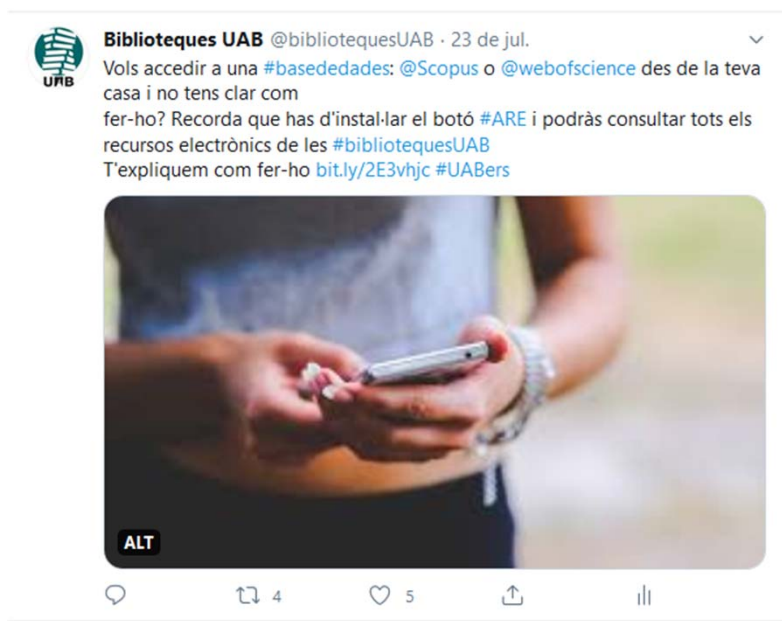 Biblioteques UAB @bibliotequesUAB · 23 de jul.
UAB
Vols accedir a una #basededades: @Scopus o @webofscience des de la teva
casa i no tens clar com
fer-ho? Recorda que has d'instal·lar el botó #ARE i podràs consultar tots els
recursos electrònics de les #bibliotequesUAB
T'expliquem com fer-ho bit.ly/2E3vhjc #UABers
ALT
4 5